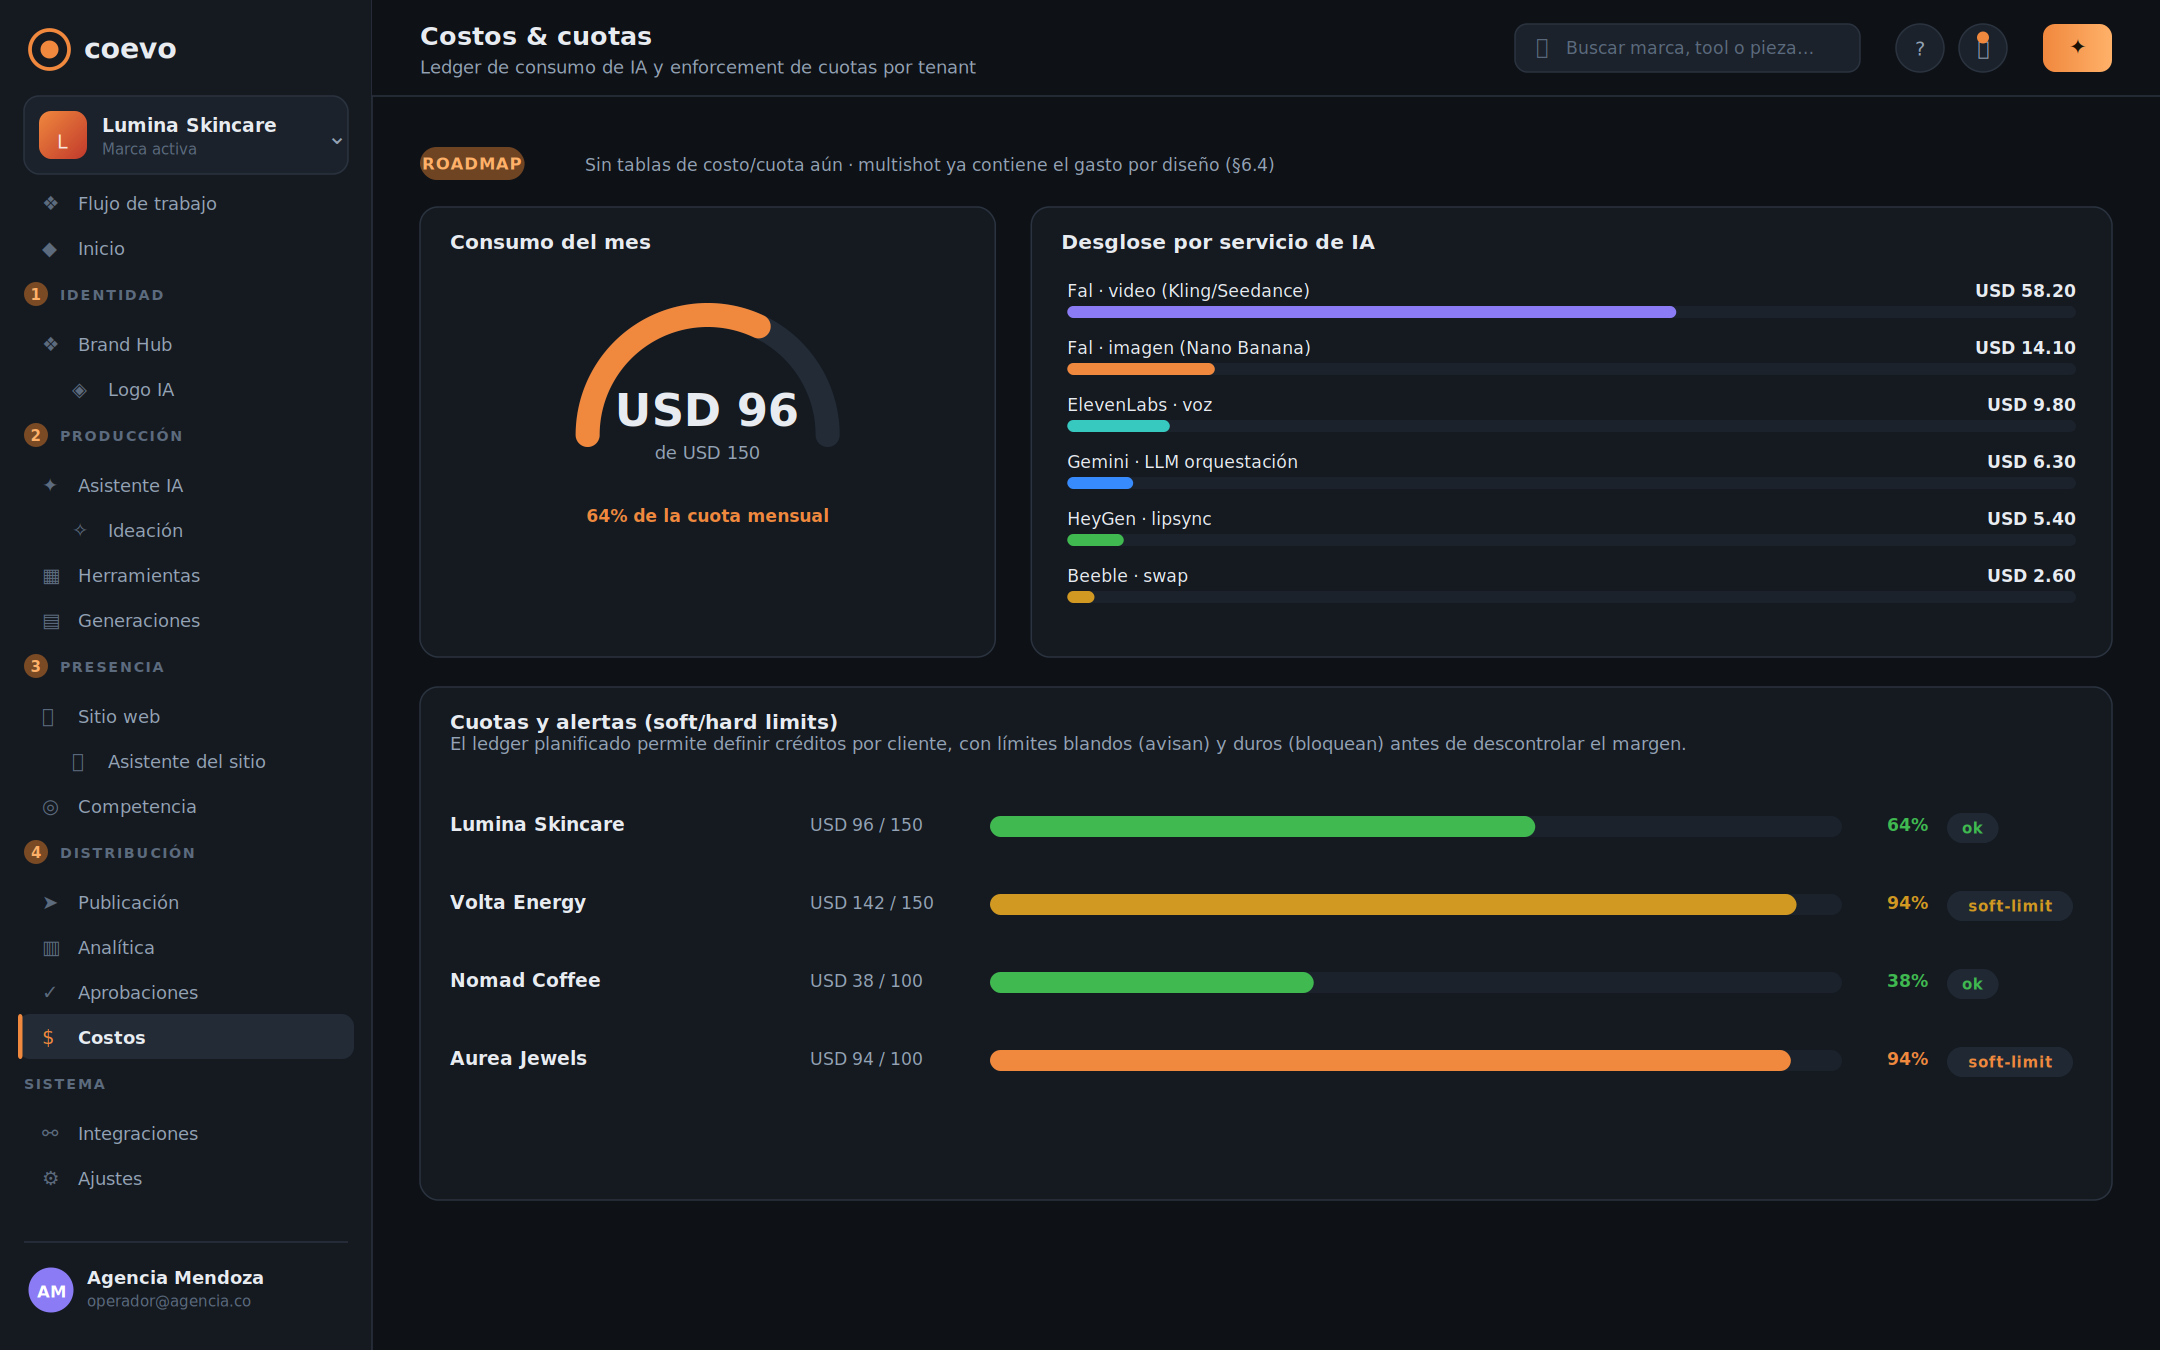 coevo
L
Lumina Skincare
Marca activa
Flujo de trabajo
Inicio
1 IDENTIDAD
Brand Hub
Logo IA
2 PRODUCCIÓN
Asistente IA
Ideación
Herramientas
Generaciones
3 PRESENCIA
Sitio web
Asistente del sitio
Competencia
4 DISTRIBUCIÓN
Publicación
Analítica
Aprobaciones
$ Costos
SISTEMA
Integraciones
Ajustes
AM
Agencia Mendoza
operador@agencia.co
Costos & cuotas
Ledger de consumo de IA y enforcement de cuotas por tenant
Buscar marca, tool o pieza...
?
ROADMAP
Sin tablas de costo/cuota aún · multishot ya contiene el gasto por diseño (§6.4)
Consumo del mes
USD 96
de USD 150
64% de la cuota mensual
Desglose por servicio de IA
Fal · video (Kling/Seedance) USD 58.20
Fal · imagen (Nano Banana) USD 14.10
ElevenLabs · voz USD 9.80
Gemini · LLM orquestación USD 6.30
HeyGen · lipsync USD 5.40
Beeble · swap USD 2.60
Cuotas y alertas (soft/hard limits)
El ledger planificado permite definir créditos por cliente, con límites blandos (avisan) y duros (bloquean) antes de descontrolar el margen.
Lumina Skincare USD 96 / 150 64% ok
Volta Energy USD 142 / 150 94% soft-limit
Nomad Coffee USD 38 / 100 38% ok
Aurea Jewels USD 94 / 100 94% soft-limit